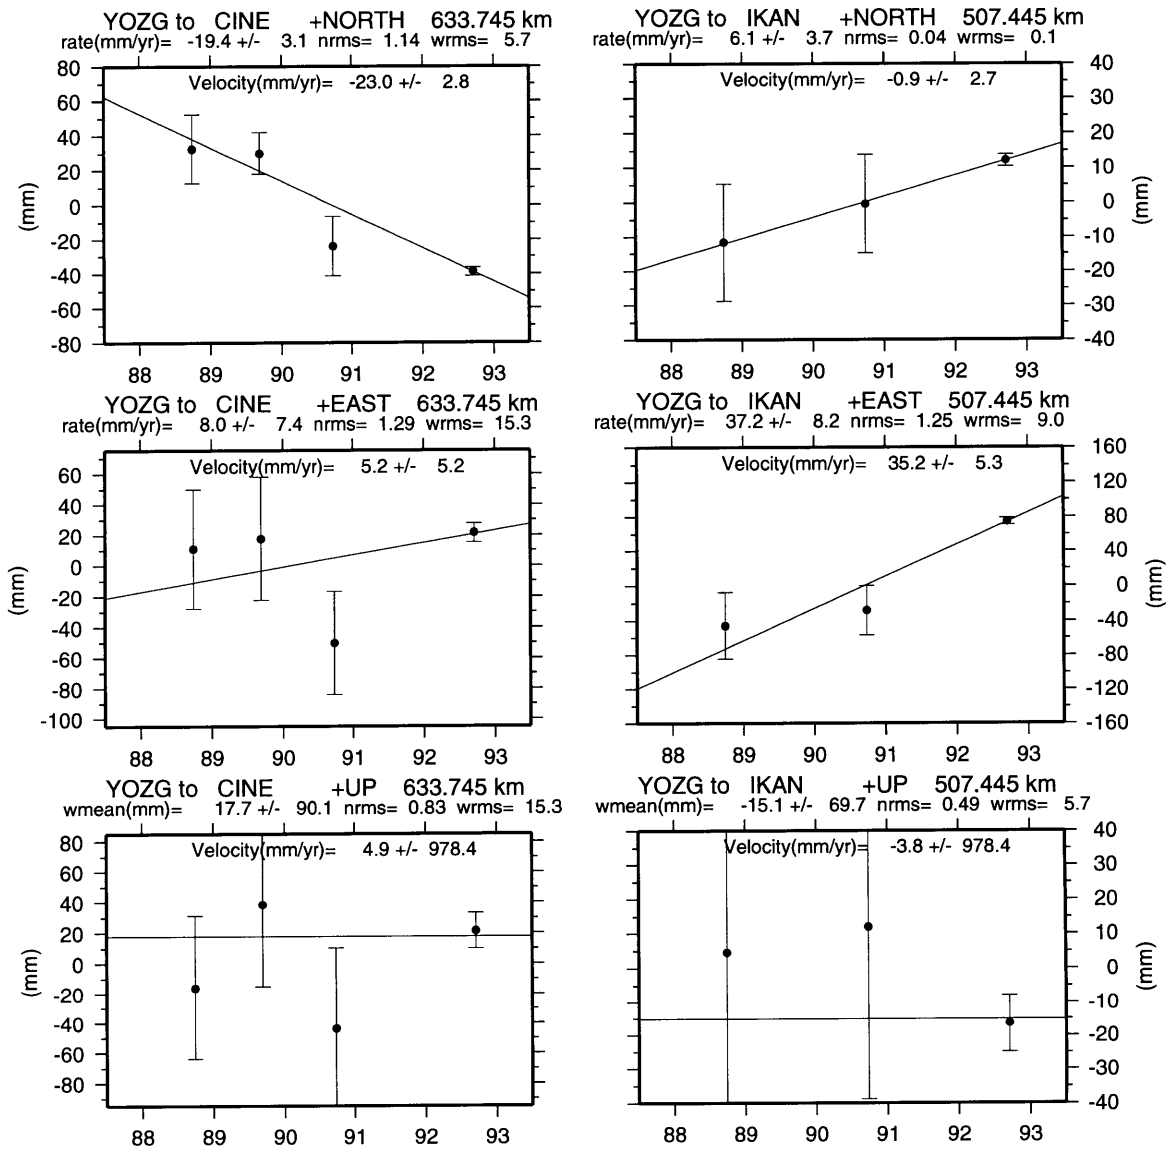 YOZG to CINE +NORTH 633.745 km
rate(mm/yr)= -19.4 +/- 3.1 nrms= 1.14 wrms= 5.7
Velocity(mm/yr)= -23.0 +/- 2.8
80
60
40
20
0
-20
-40
-60
-80
(mm)
88 89 90 91 92 93
YOZG to IKAN +NORTH 507.445 km
rate(mm/yr)= 6.1 +/- 3.7 nrms= 0.04 wrms= 0.1
Velocity(mm/yr)= -0.9 +/- 2.7
40
30
20
10
0
-10
-20
-30
-40
(mm)
88 89 90 91 92 93
YOZG to CINE +EAST 633.745 km
rate(mm/yr)= 8.0 +/- 7.4 nrms= 1.29 wrms= 15.3
Velocity(mm/yr)= 5.2 +/- 5.2
60
40
20
0
-20
-40
-60
-80
-100
(mm)
88 89 90 91 92 93
YOZG to IKAN +EAST 507.445 km
rate(mm/yr)= 37.2 +/- 8.2 nrms= 1.25 wrms= 9.0
Velocity(mm/yr)= 35.2 +/- 5.3
160
120
80
40
0
-40
-80
-120
-160
(mm)
88 89 90 91 92 93
YOZG to CINE +UP 633.745 km
wmean(mm)= 17.7 +/- 90.1 nrms= 0.83 wrms= 15.3
Velocity(mm/yr)= 4.9 +/- 978.4
80
60
40
20
0
-20
-40
-60
-80
(mm)
88 89 90 91 92 93
YOZG to IKAN +UP 507.445 km
wmean(mm)= -15.1 +/- 69.7 nrms= 0.49 wrms= 5.7
Velocity(mm/yr)= -3.8 +/- 978.4
40
30
20
10
0
-10
-20
-30
-40
(mm)
88 89 90 91 92 93